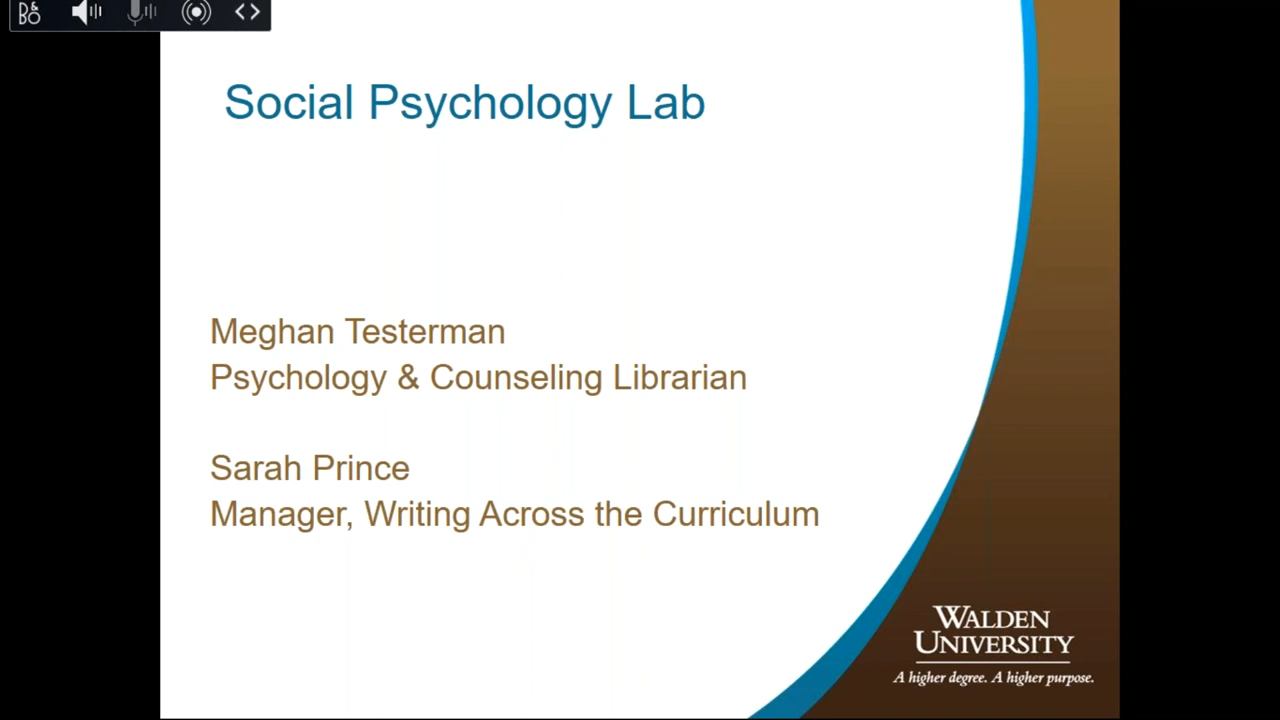 B&O
Social Psychology Lab
Meghan Testerman
Psychology & Counseling Librarian
Sarah Prince
Manager, Writing Across the Curriculum
WALDEN
UNIVERSITY
A higher degree. A higher purpose.